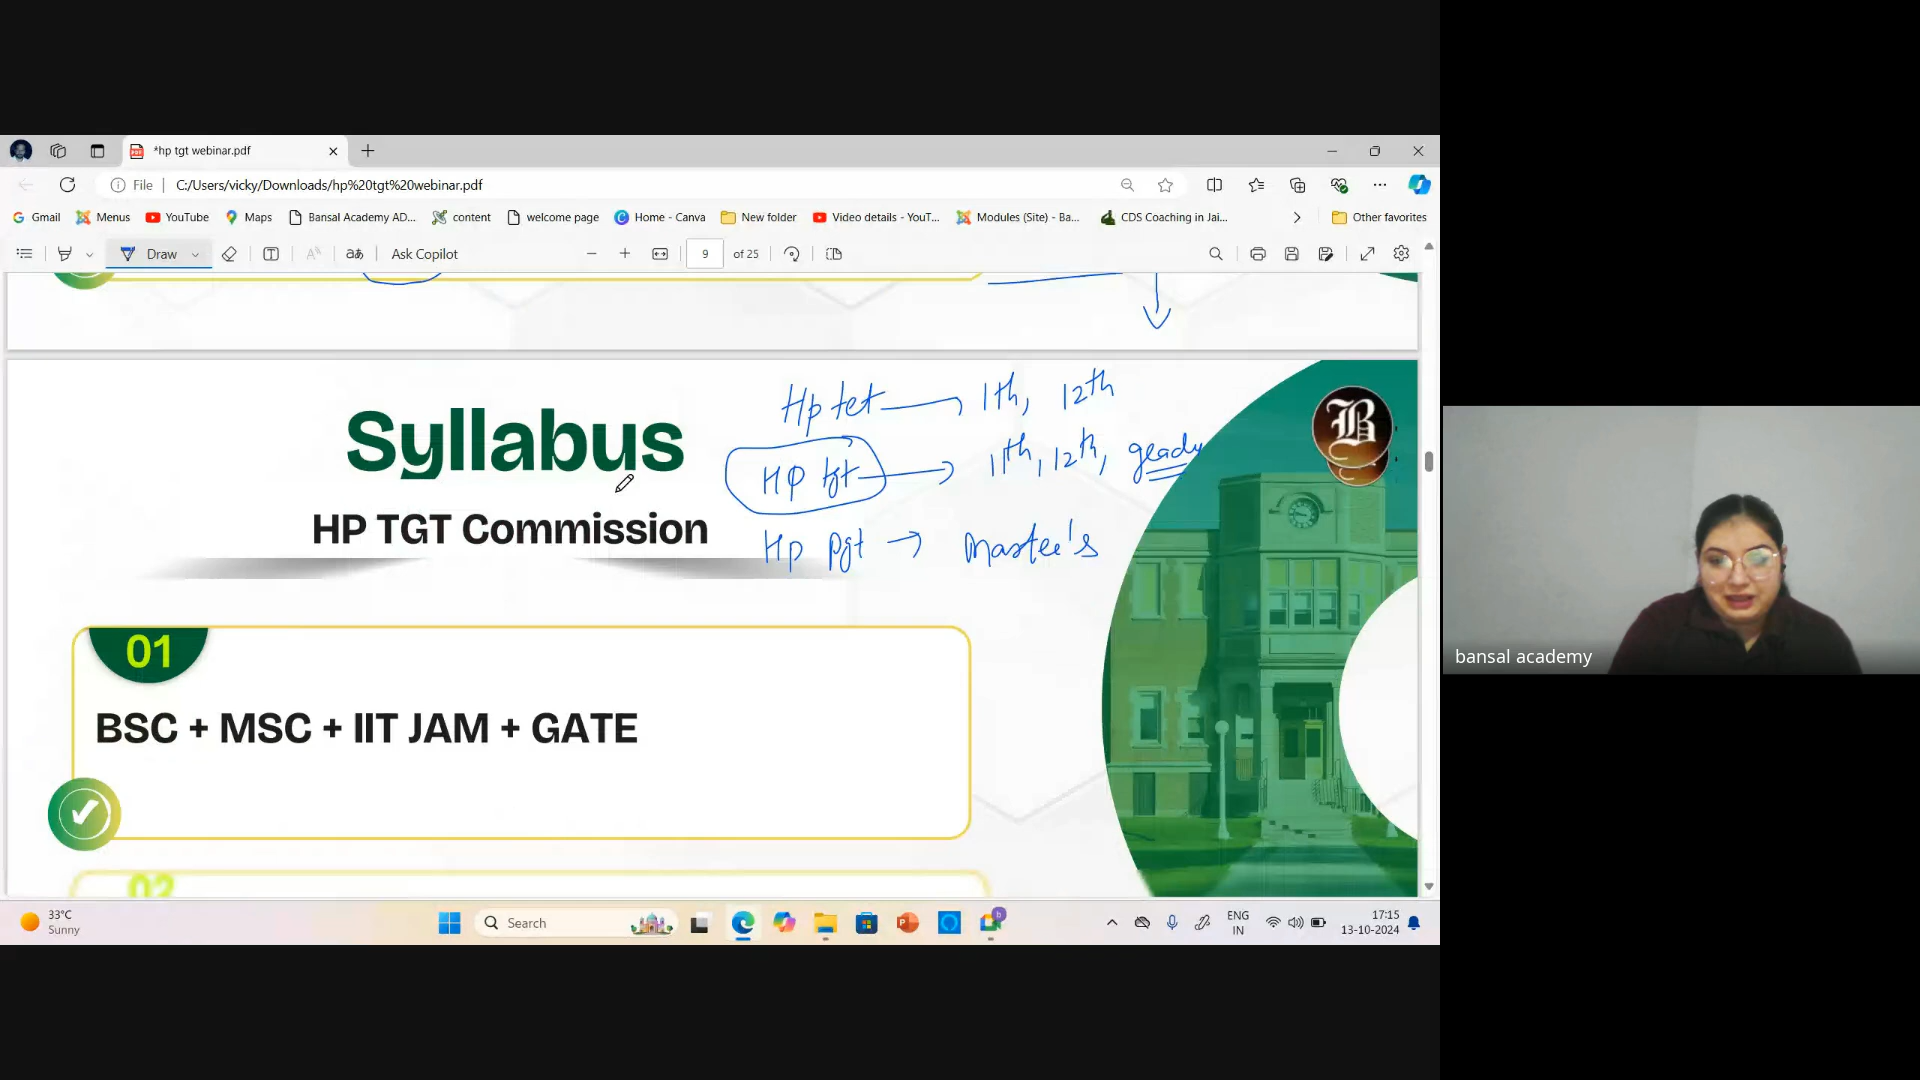 *hp tgt webinar.pdf
File C:/Users/vicky/Downloads/hp%20tgt%20webinar.pdf
Gmail Menus YouTube Maps Bansal Academy AD... content welcome page Home - Canva New folder Video details - YouT... Modules (Site) - Ba... CDS Coaching in Jai... Other favorites
Draw Ask Copilot 9 of 25
Hp tet 11th, 12th
Syllabus
HP tgt 11th, 12th,
HP TGT Commission
Hp pgt → Master's
01
BSC + MSC + IIT JAM + GATE
02
bansal academy
33°C
Sunny
Search
ENG
IN
17:15
13-10-2024